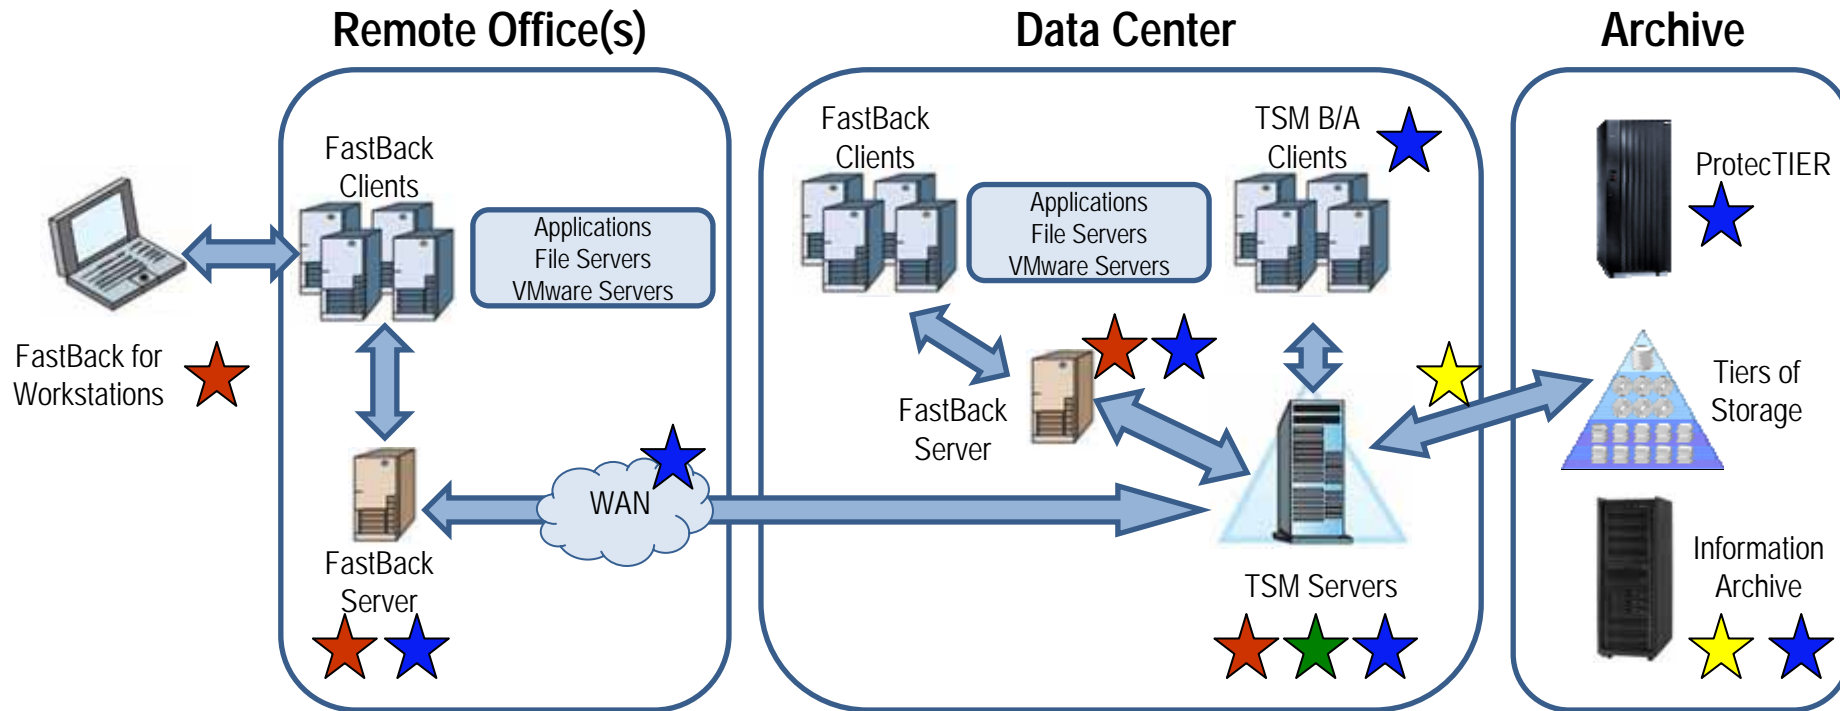 Remote Office(s)
Data Center
Archive
FastBack for
Workstations
FastBack
Clients
Applications
File Servers
VMware Servers
WAN
FastBack
Server
FastBack
Clients
Applications
File Servers
VMware Servers
TSM B/A
Clients
FastBack
Server
TSM Servers
ProtecTIER
Tiers of
Storage
Information
Archive